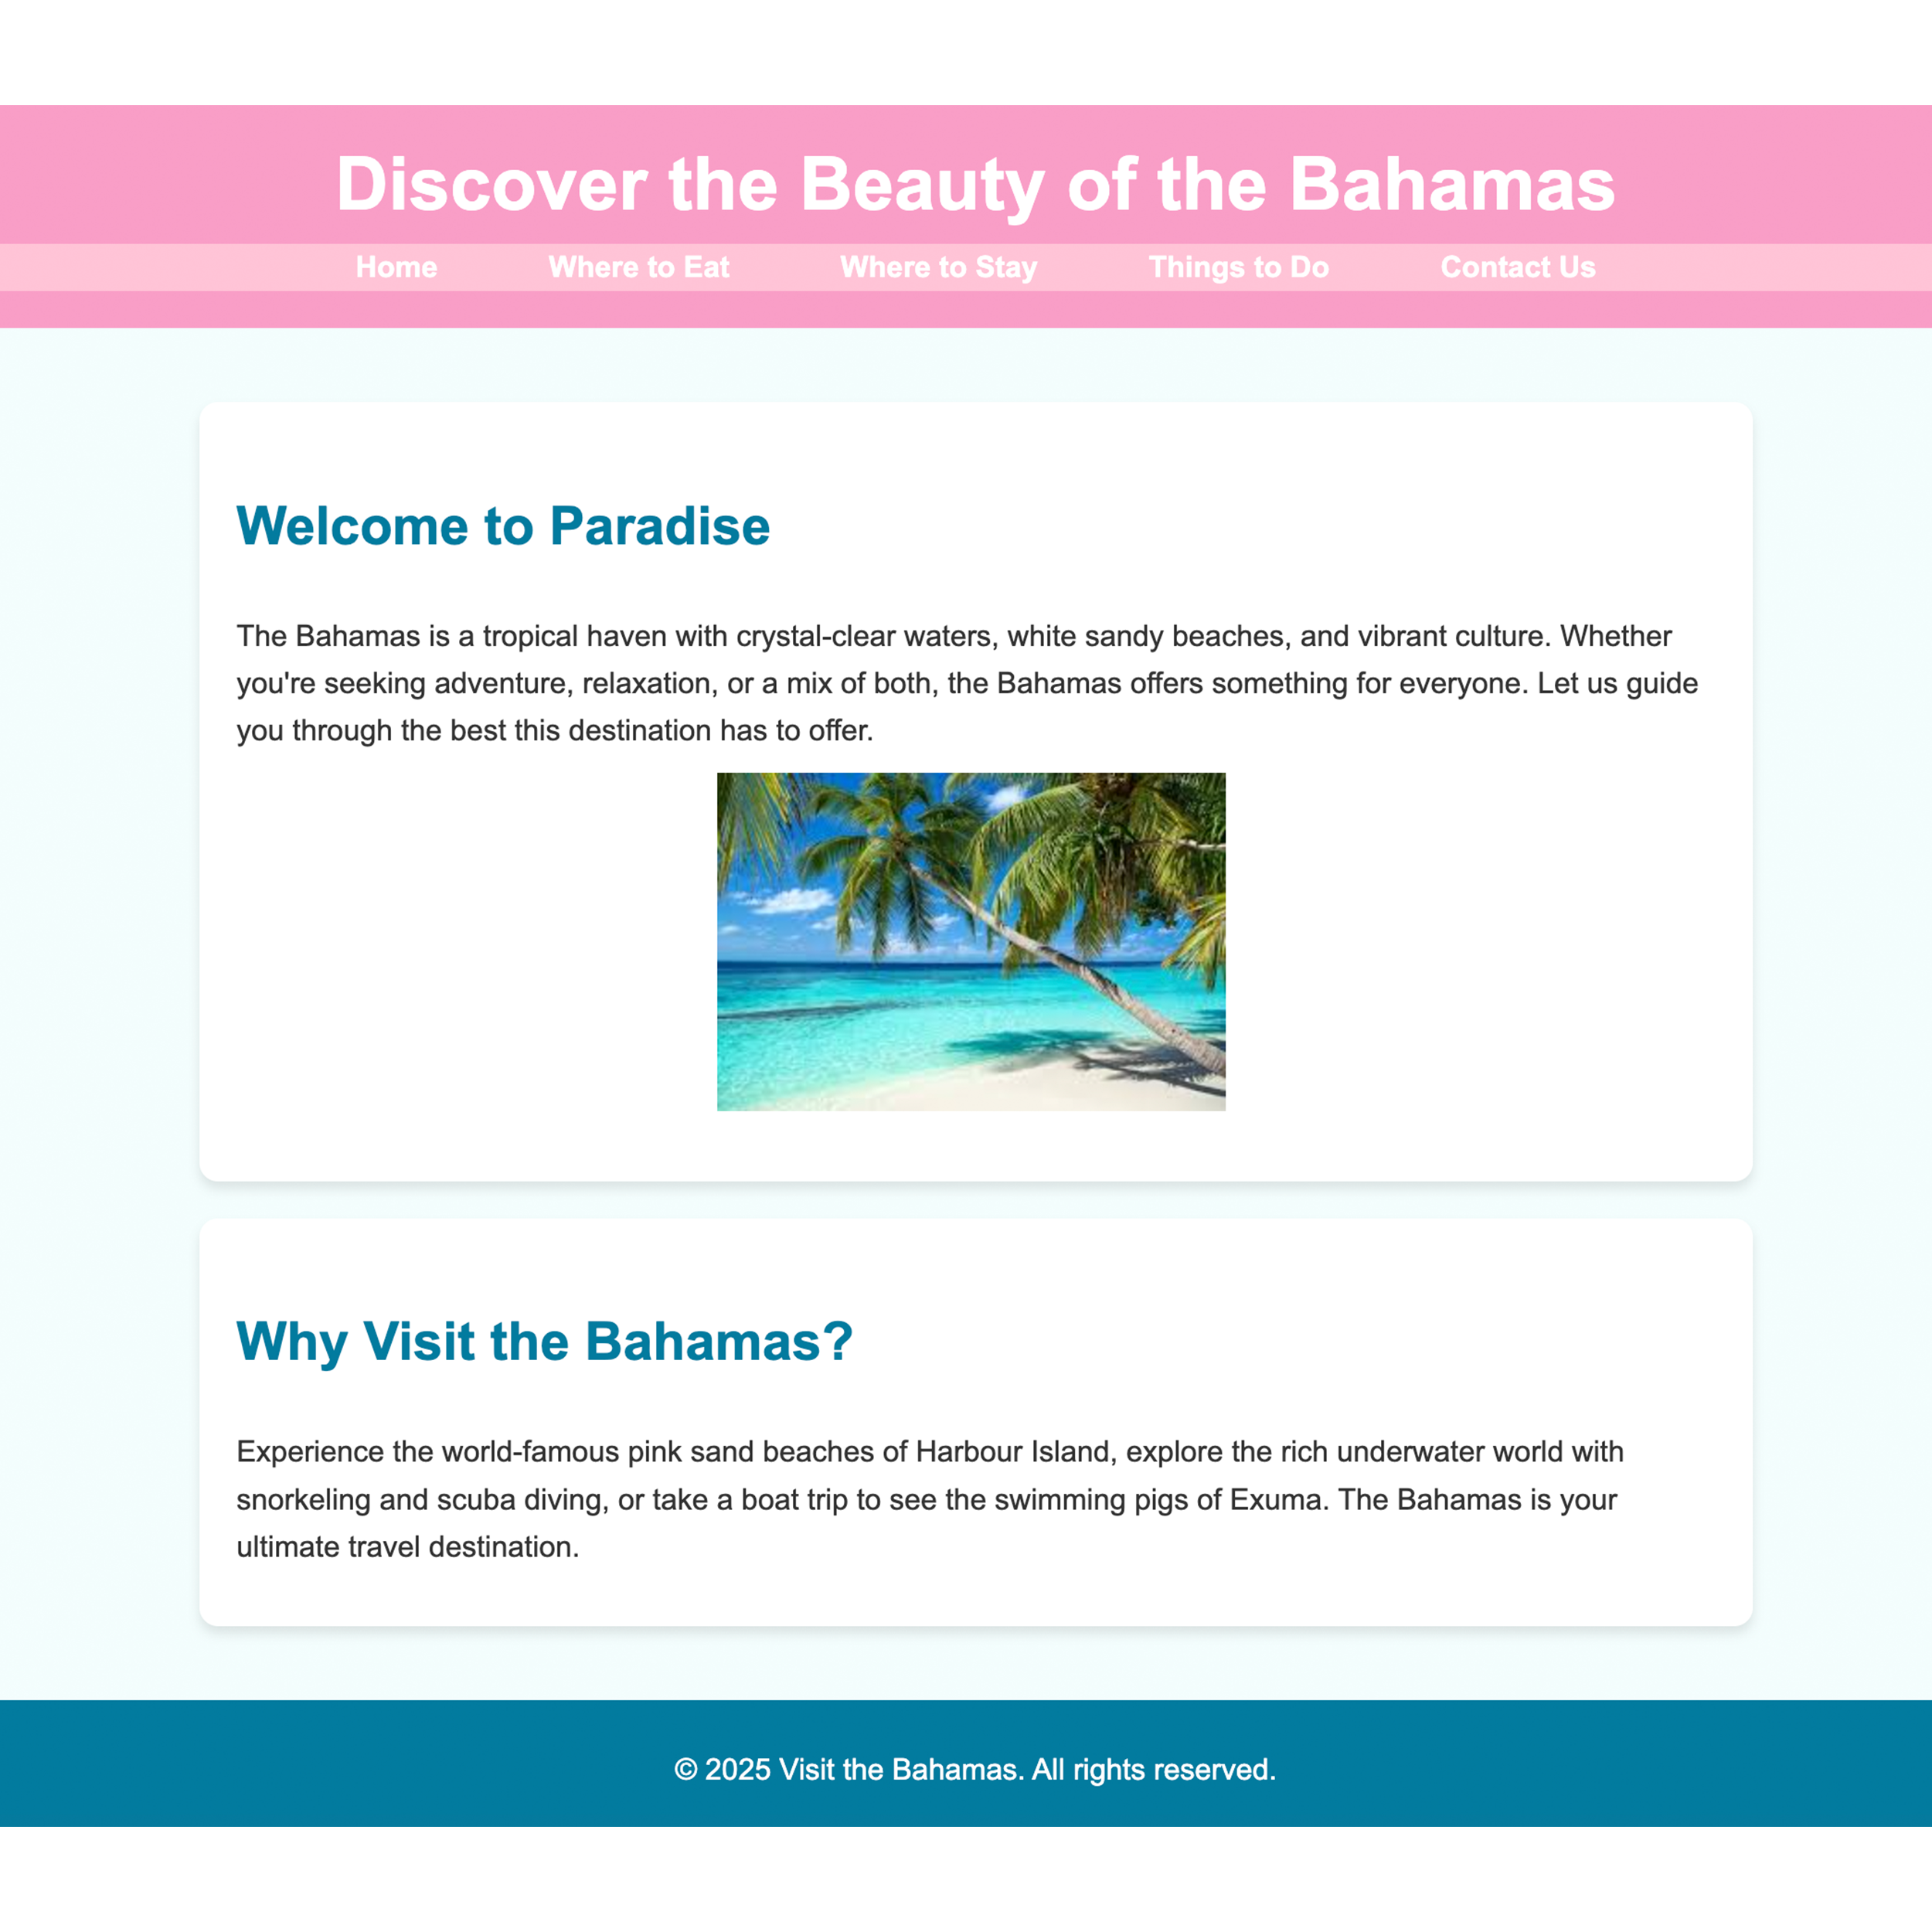 Discover the Beauty of the Bahamas
Home Where to Eat Where to Stay Things to Do Contact Us
Welcome to Paradise
The Bahamas is a tropical haven with crystal-clear waters, white sandy beaches, and vibrant culture. Whether
you're seeking adventure, relaxation, or a mix of both, the Bahamas offers something for everyone. Let us guide
you through the best this destination has to offer.
Why Visit the Bahamas?
Experience the world-famous pink sand beaches of Harbour Island, explore the rich underwater world with
snorkeling and scuba diving, or take a boat trip to see the swimming pigs of Exuma. The Bahamas is your
ultimate travel destination.
© 2025 Visit the Bahamas. All rights reserved.